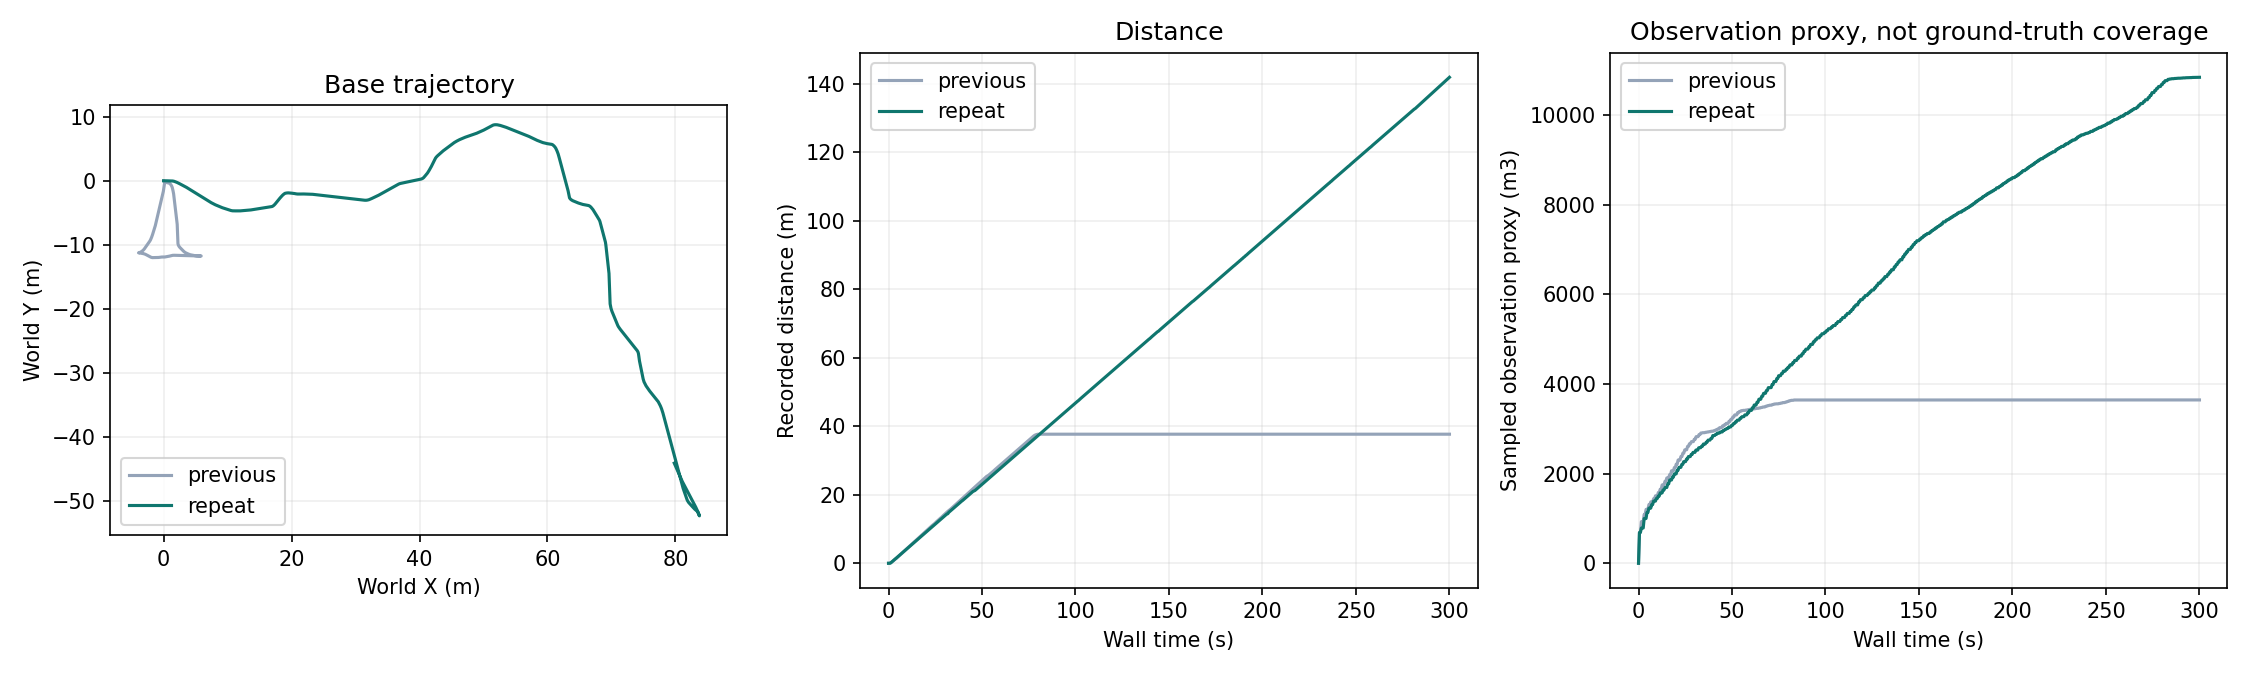 Base trajectory
10
0
−10
−20
−30
−40
−50
World Y (m)
previous
repeat
0
20
40
60
80
World X (m)
Distance
140
120
100
80
60
40
20
0
Recorded distance (m)
previous
repeat
0
50
100
150
200
250
300
Wall time (s)
Observation proxy, not ground-truth coverage
10000
8000
6000
4000
2000
0
Sampled observation proxy (m3)
previous
repeat
0
50
100
150
200
250
300
Wall time (s)